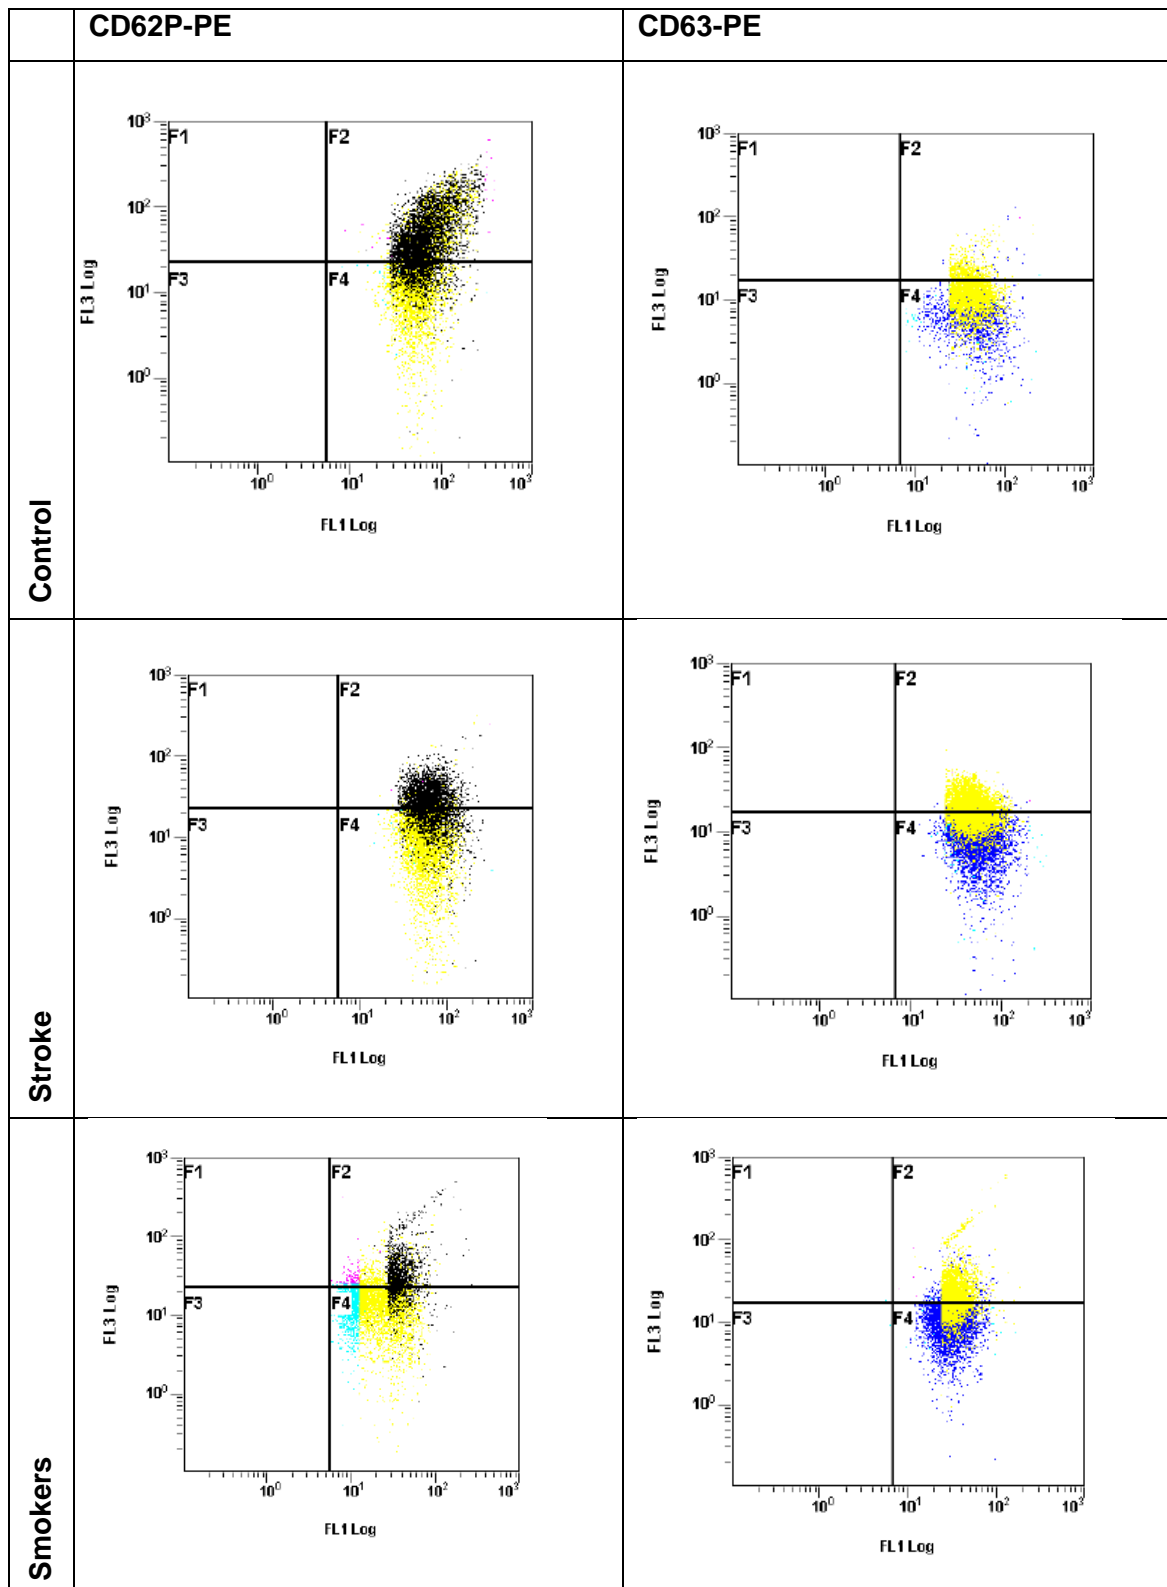 CD62P-PE CD63-PE
Control
10³
F1 F2
10²
F3 F4
10¹
10⁰
FL3 Log
10⁰ 10¹ 10² 10³
FL1 Log
10³
F1 F2
10²
F3 F4
10¹
10⁰
FL3 Log
10⁰ 10¹ 10² 10³
FL1 Log
Stroke
10³
F1 F2
10²
F3 F4
10¹
10⁰
FL3 Log
10⁰ 10¹ 10² 10³
FL1 Log
10³
F1 F2
10²
F3 F4
10¹
10⁰
FL3 Log
10⁰ 10¹ 10² 10³
FL1 Log
Smokers
10³
F1 F2
10²
F3 F4
10¹
10⁰
FL3 Log
10⁰ 10¹ 10² 10³
FL1 Log
10³
F1 F2
10²
F3 F4
10¹
10⁰
FL3 Log
10⁰ 10¹ 10² 10³
FL1 Log